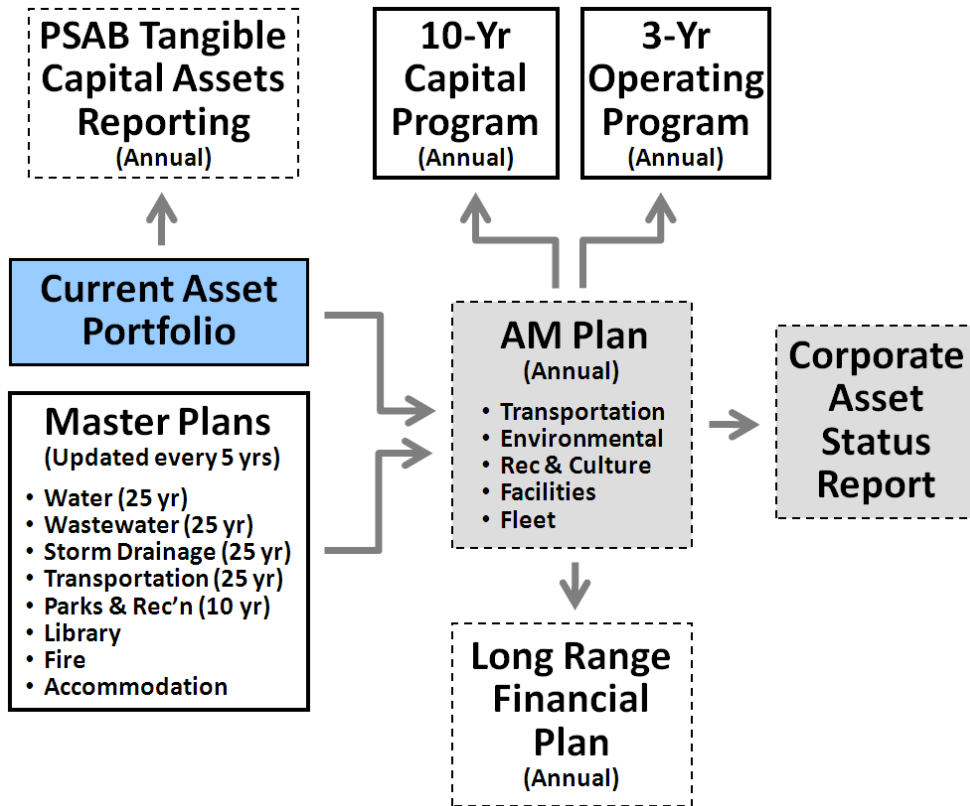 PSAB Tangible
Capital Assets
Reporting
(Annual)
10-Yr
Capital
Program
(Annual)
3-Yr
Operating
Program
(Annual)
Current Asset
Portfolio
Master Plans
(Updated every 5 yrs)
• Water (25 yr)
• Wastewater (25 yr)
• Storm Drainage (25 yr)
• Transportation (25 yr)
• Parks & Rec’n (10 yr)
• Library
• Fire
• Accommodation
AM Plan
(Annual)
• Transportation
• Environmental
• Rec & Culture
• Facilities
• Fleet
Corporate
Asset
Status
Report
Long Range
Financial
Plan
(Annual)